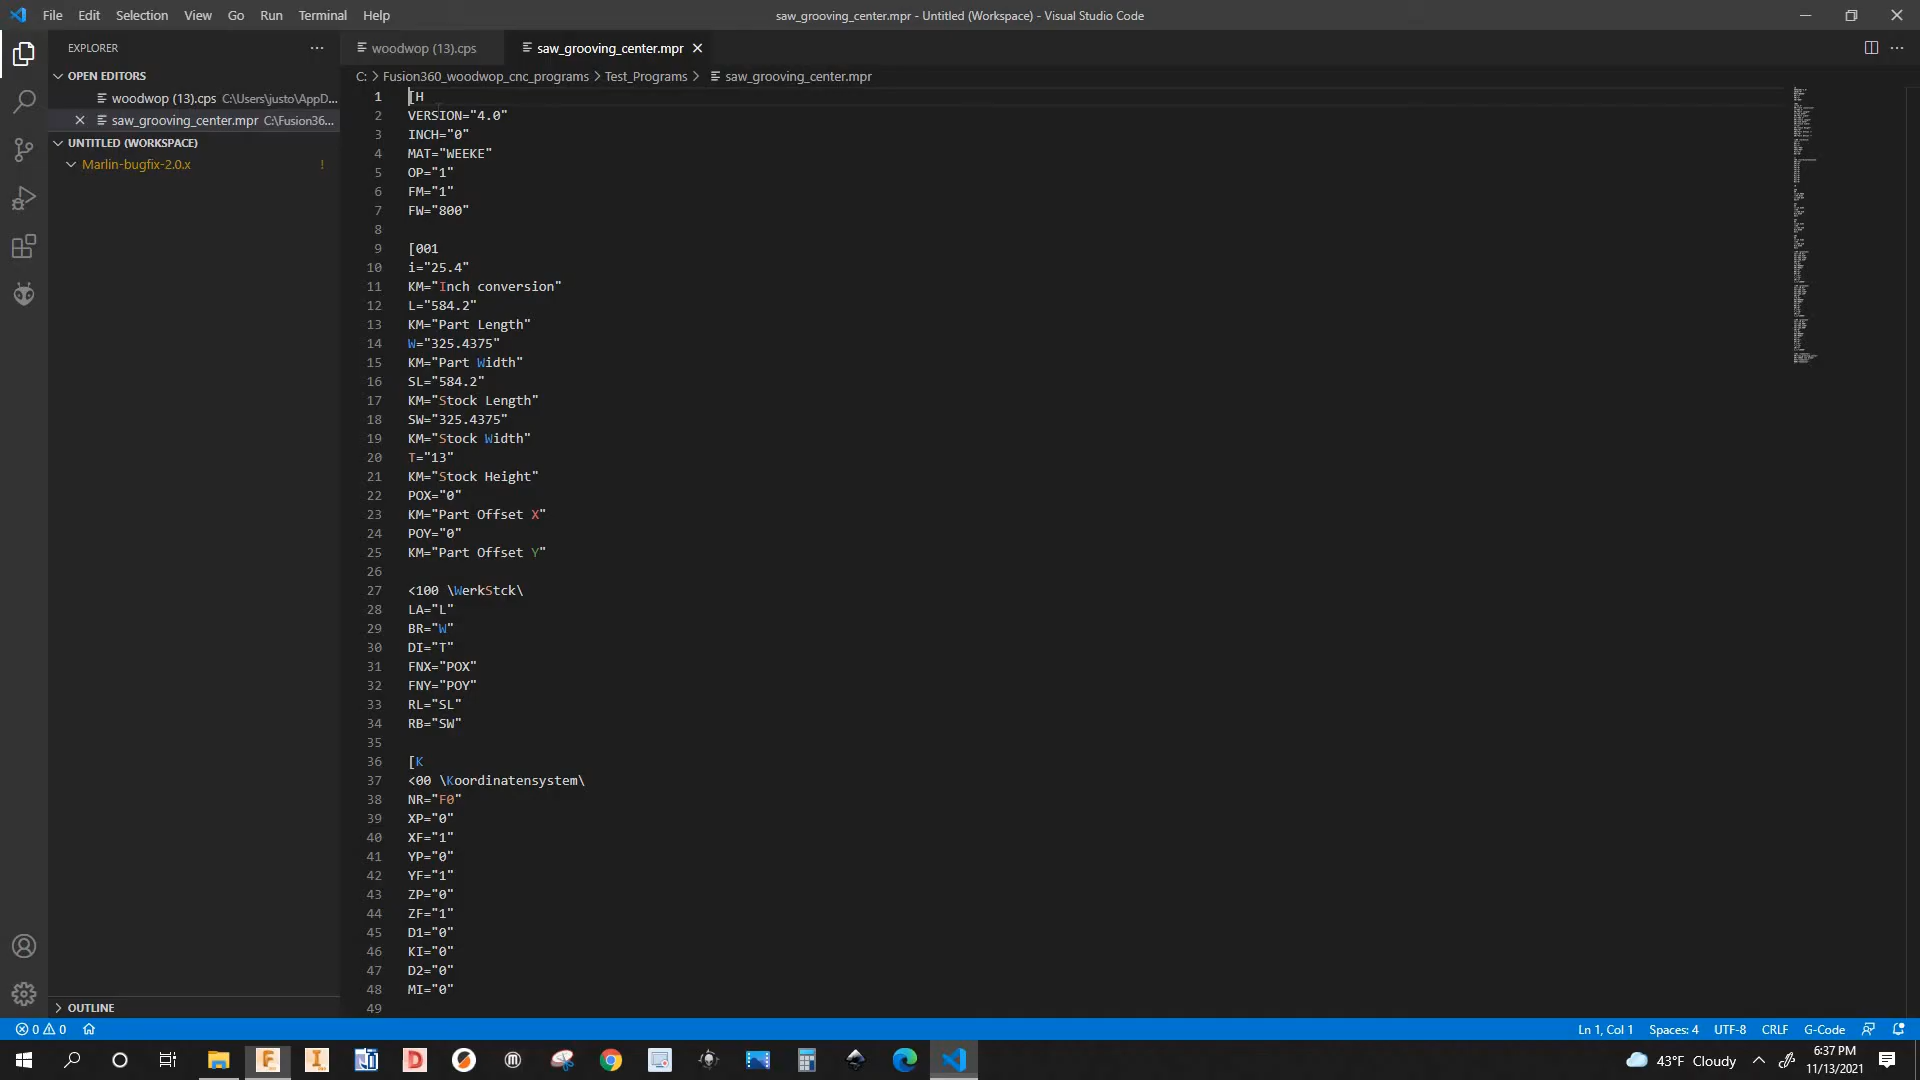 File Edit Selection View Go Run Terminal Help
saw_grooving_center.mpr - Untitled (Workspace) - Visual Studio Code
EXPLORER
OPEN EDITORS
woodwop (13).cps C:\Users\justo\AppD...
saw_grooving_center.mpr C:\Fusion36...
UNTITLED (WORKSPACE)
Marlin-bugfix-2.0.x !
OUTLINE
woodwop (13).cps
saw_grooving_center.mpr
C: > Fusion360_woodwop_cnc_programs > Test_Programs > saw_grooving_center.mpr
1 [H
2 VERSION="4.0"
3 INCH="0"
4 MAT="WEEKE"
5 OP="1"
6 FM="1"
7 FW="800"
8
9 [001
10 i="25.4"
11 KM="Inch conversion"
12 L="584.2"
13 KM="Part Length"
14 W="325.4375"
15 KM="Part Width"
16 SL="584.2"
17 KM="Stock Length"
18 SW="325.4375"
19 KM="Stock Width"
20 T="13"
21 KM="Stock Height"
22 POX="0"
23 KM="Part Offset X"
24 POY="0"
25 KM="Part Offset Y"
26
27 <100 \WerkStck\
28 LA="L"
29 BR="W"
30 DI="T"
31 FNX="POX"
32 FNY="POY"
33 RL="SL"
34 RB="SW"
35
36 [K
37 <00 \Koordinatensystem\
38 NR="F0"
39 XP="0"
40 XF="1"
41 YP="0"
42 YF="1"
43 ZP="0"
44 ZF="1"
45 D1="0"
46 KI="0"
47 D2="0"
48 MI="0"
49
0 0
Ln 1, Col 1 Spaces: 4 UTF-8 CRLF G-Code
43°F Cloudy
6:37 PM
11/13/2021